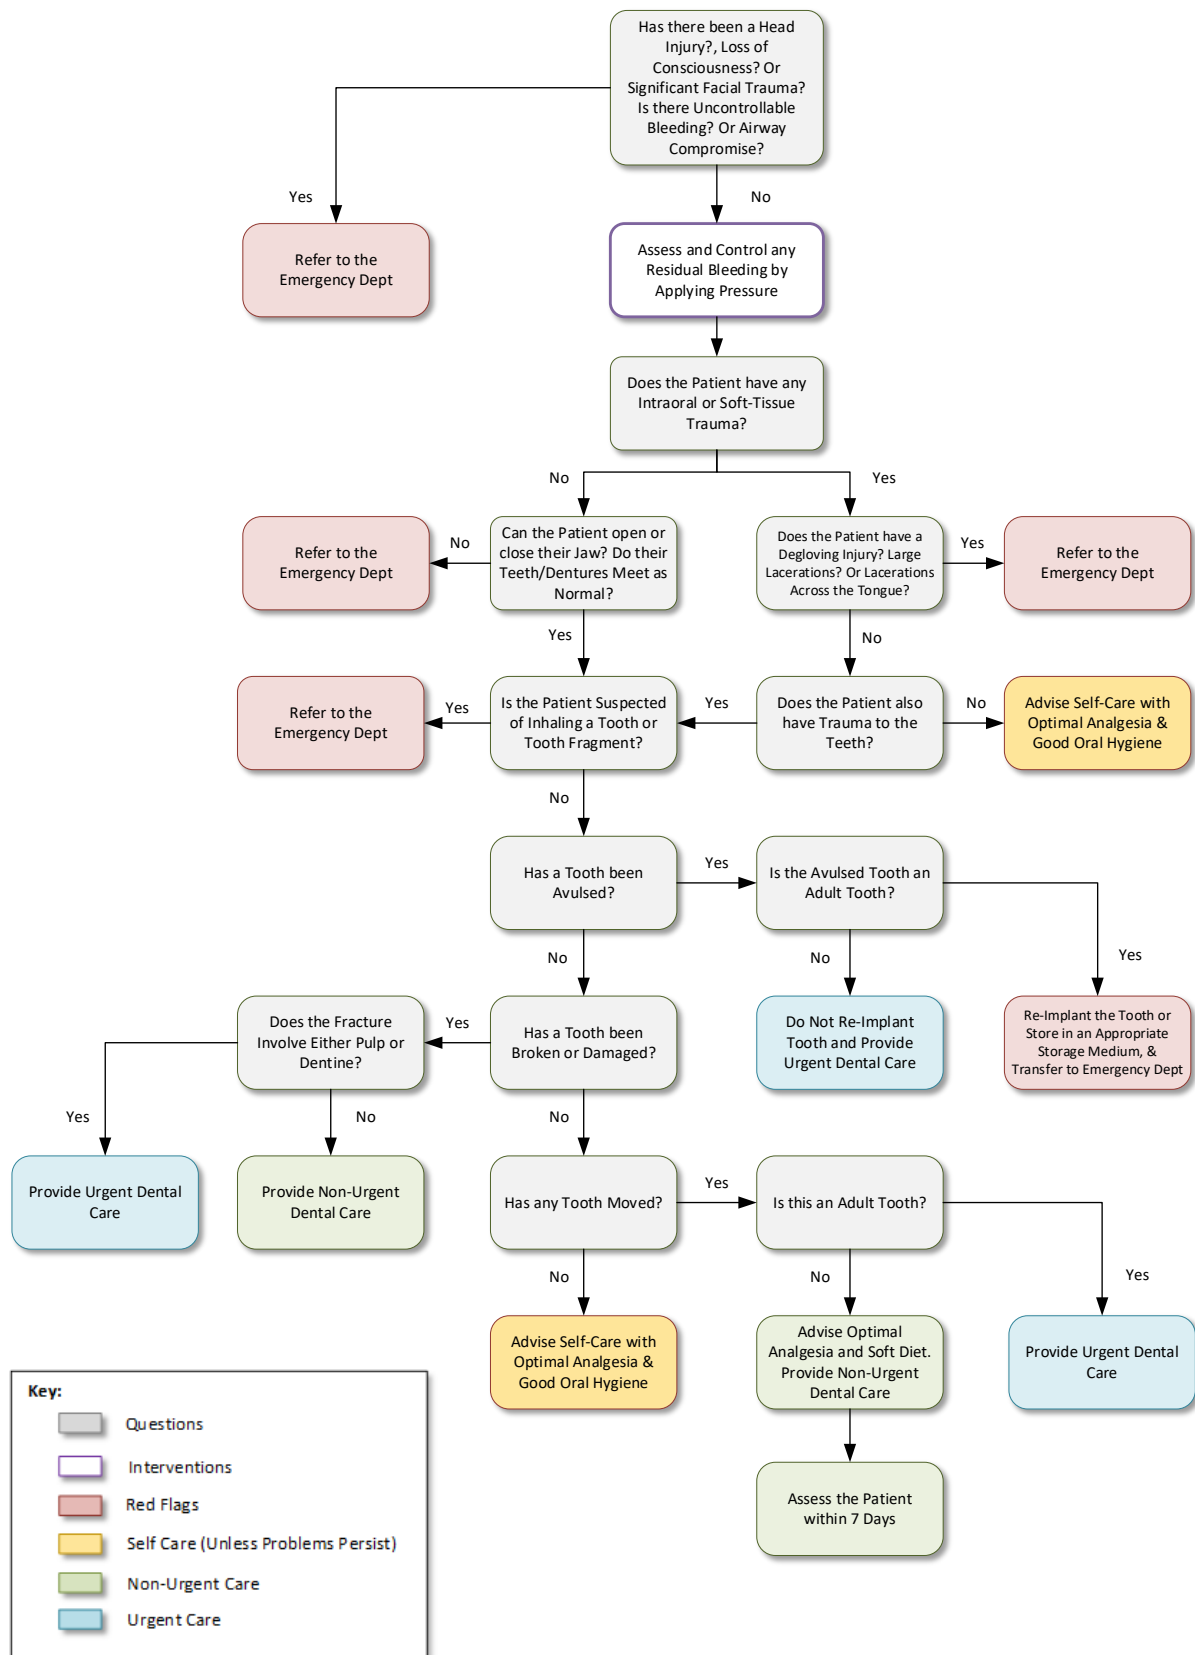 Has there been a Head
Injury?, Loss of
Consciousness? Or
Significant Facial Trauma?
Is there Uncontrollable
Bleeding? Or Airway
Compromise?
Yes
No
Refer to the
Emergency Dept
Assess and Control any
Residual Bleeding by
Applying Pressure
Does the Patient have any
Intraoral or Soft-Tissue
Trauma?
No
Yes
Refer to the
Emergency Dept
No
Can the Patient open or
close their Jaw? Do their
Teeth/Dentures Meet as
Normal?
Does the Patient have a
Degloving Injury? Large
Lacerations? Or Lacerations
Across the Tongue?
Yes
Refer to the
Emergency Dept
Yes
No
Refer to the
Emergency Dept
Yes
Is the Patient Suspected
of Inhaling a Tooth or
Tooth Fragment?
Yes
Does the Patient also
have Trauma to the
Teeth?
No
Advise Self-Care with
Optimal Analgesia &
Good Oral Hygiene
No
Has a Tooth been
Avulsed?
Yes
Is the Avulsed Tooth an
Adult Tooth?
No
No
Yes
Does the Fracture
Involve Either Pulp or
Dentine?
Yes
Has a Tooth been
Broken or Damaged?
Do Not Re-Implant
Tooth and Provide
Urgent Dental Care
Re-Implant the Tooth or
Store in an Appropriate
Storage Medium, &
Transfer to Emergency Dept
Yes
No
No
Provide Urgent Dental
Care
Provide Non-Urgent
Dental Care
Has any Tooth Moved?
Yes
Is this an Adult Tooth?
No
No
Yes
Advise Self-Care with
Optimal Analgesia &
Good Oral Hygiene
Advise Optimal
Analgesia and Soft Diet.
Provide Non-Urgent
Dental Care
Provide Urgent Dental
Care
Assess the Patient
within 7 Days
Key:
Questions
Interventions
Red Flags
Self Care (Unless Problems Persist)
Non-Urgent Care
Urgent Care